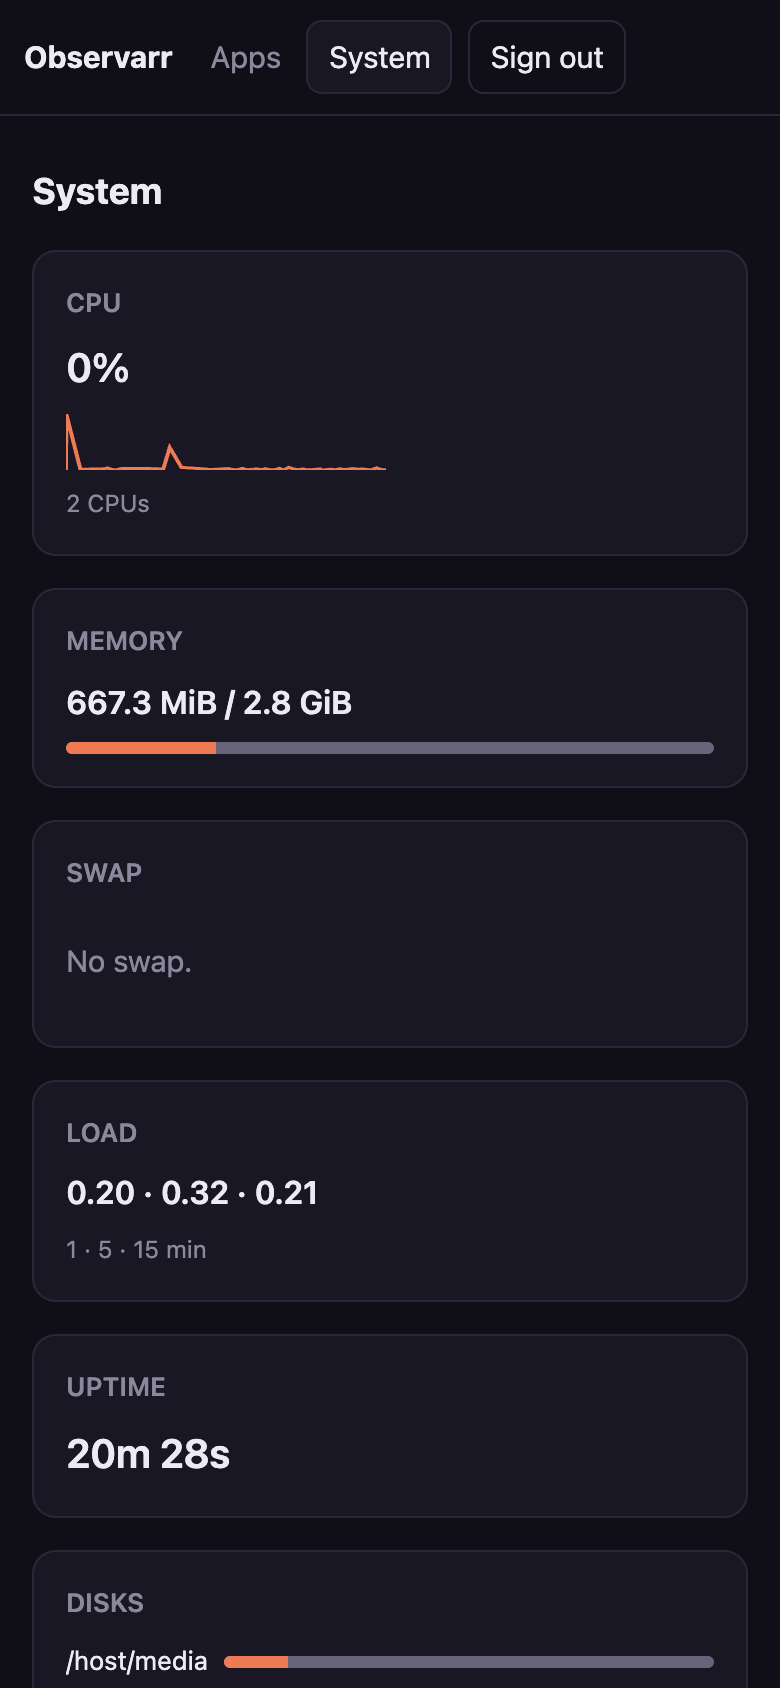 Observarr Apps System Sign out
System
CPU
0%
2 CPUs
MEMORY
667.3 MiB / 2.8 GiB
SWAP
No swap.
LOAD
0.20 · 0.32 · 0.21
1 · 5 · 15 min
UPTIME
20m 28s
DISKS
/host/media